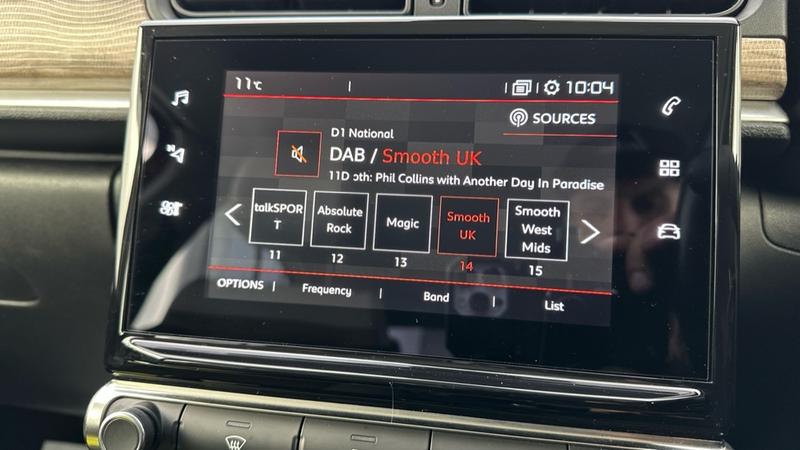 11°C
10:04
SOURCES
D1 National
DAB / Smooth UK
11D oth: Phil Collins with Another Day In Paradise
talkSPOR
T
Absolute
Rock
Magic
Smooth
UK
Smooth
West
Mids
11
12
13
14
15
OPTIONS
Frequency
Band
List
N